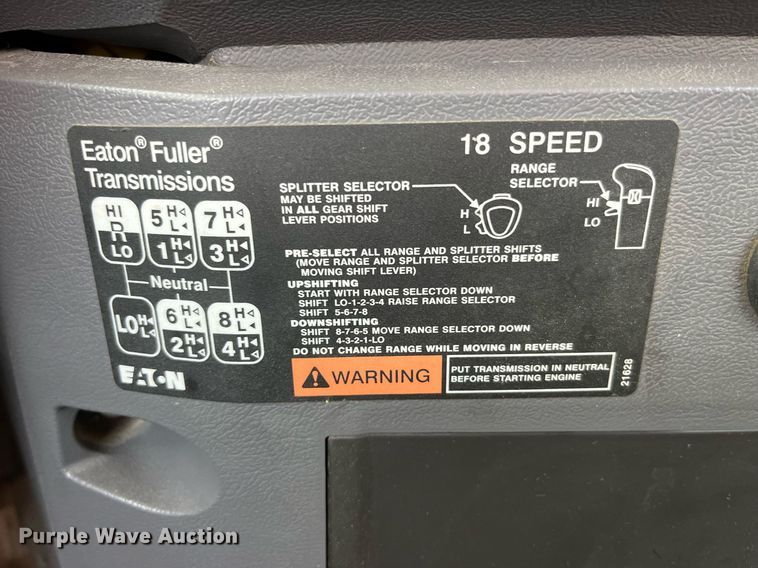 Eaton® Fuller®
Transmissions
18 SPEED
HI
R
LO
5 H
L
1 H
L
7 H
L
3 H
L
Neutral
LO H
L
6 H
L
2 H
L
8 H
L
4 H
L
EATON
SPLITTER SELECTOR
MAY BE SHIFTED
IN ALL GEAR SHIFT
LEVER POSITIONS
H
L
RANGE
SELECTOR
HI
LO
PRE-SELECT ALL RANGE AND SPLITTER SHIFTS
(MOVE RANGE AND SPLITTER SELECTOR BEFORE
MOVING SHIFT LEVER)
UPSHIFTING
START WITH RANGE SELECTOR DOWN
SHIFT LO-1-2-3-4 RAISE RANGE SELECTOR
SHIFT 5-6-7-8
DOWNSHIFTING
SHIFT 8-7-6-5 MOVE RANGE SELECTOR DOWN
SHIFT 4-3-2-1-LO
DO NOT CHANGE RANGE WHILE MOVING IN REVERSE
WARNING
PUT TRANSMISSION IN NEUTRAL
BEFORE STARTING ENGINE
21628
Purple Wave Auction